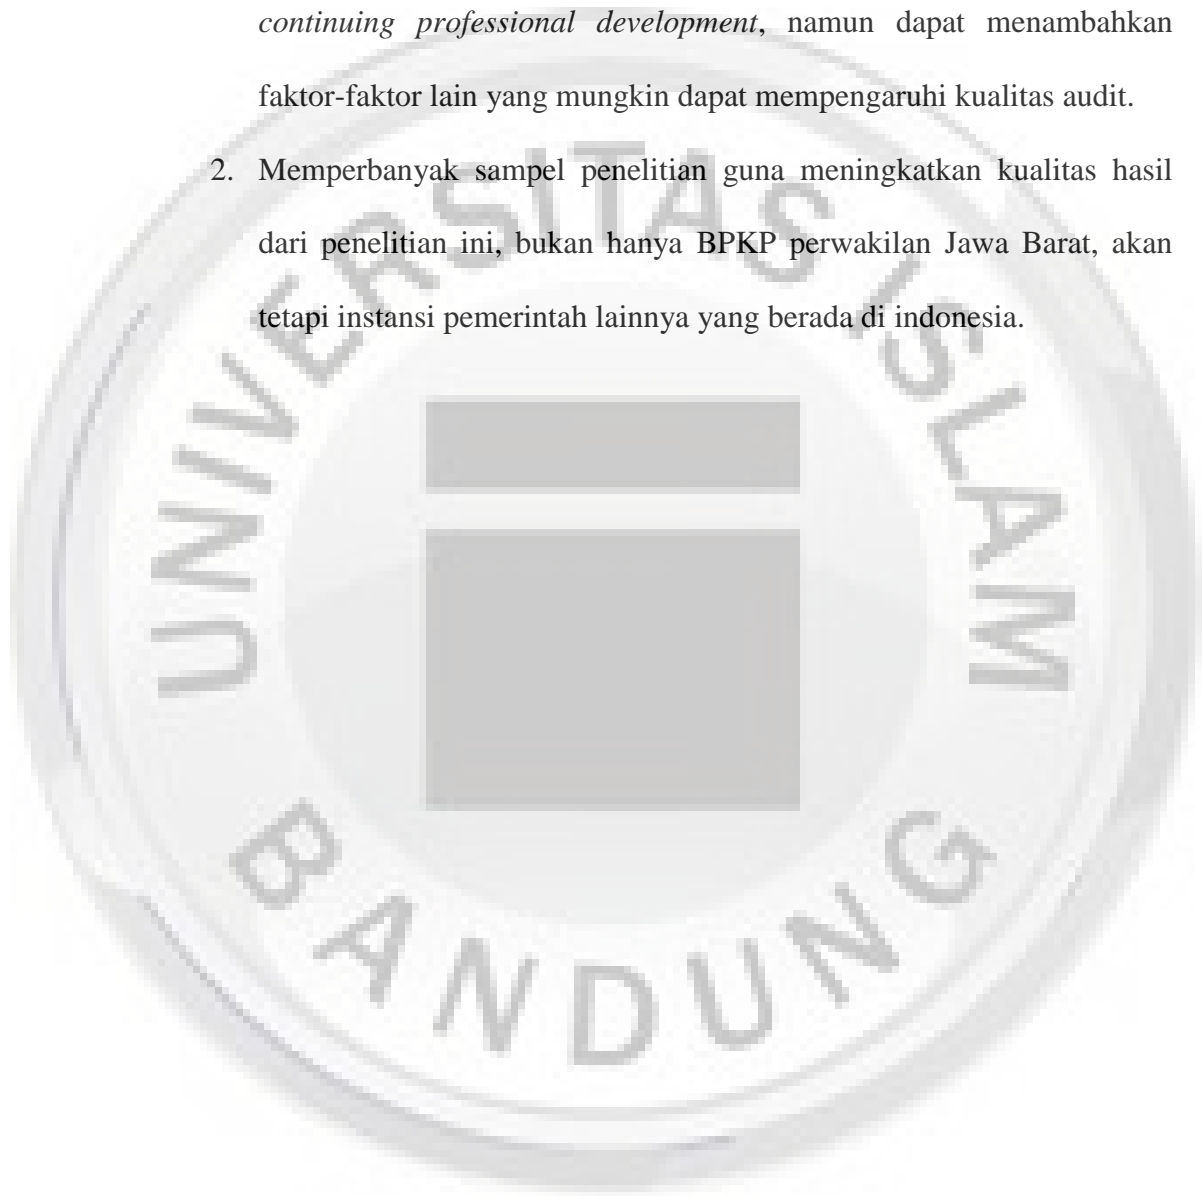 continuing professional development, namun dapat menambahkan
faktor-faktor lain yang mungkin dapat mempengaruhi kualitas audit.
2. Memperbanyak sampel penelitian guna meningkatkan kualitas hasil
dari penelitian ini, bukan hanya BPKP perwakilan Jawa Barat, akan
tetapi instansi pemerintah lainnya yang berada di indonesia.
UNIVERSITAS ISLAM
BANDUNG